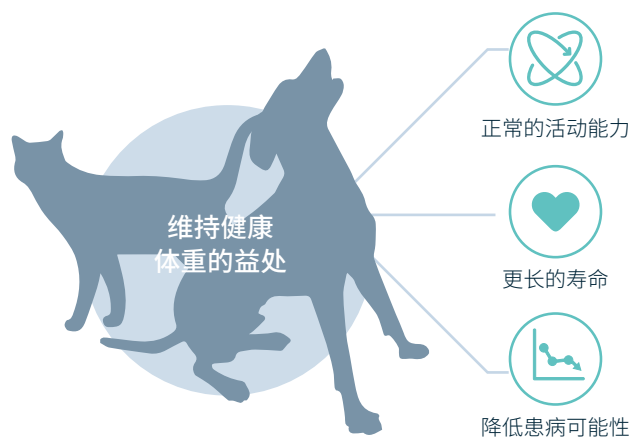 维持健康
体重的益处
正常的活动能力
更长的寿命
降低患病可能性